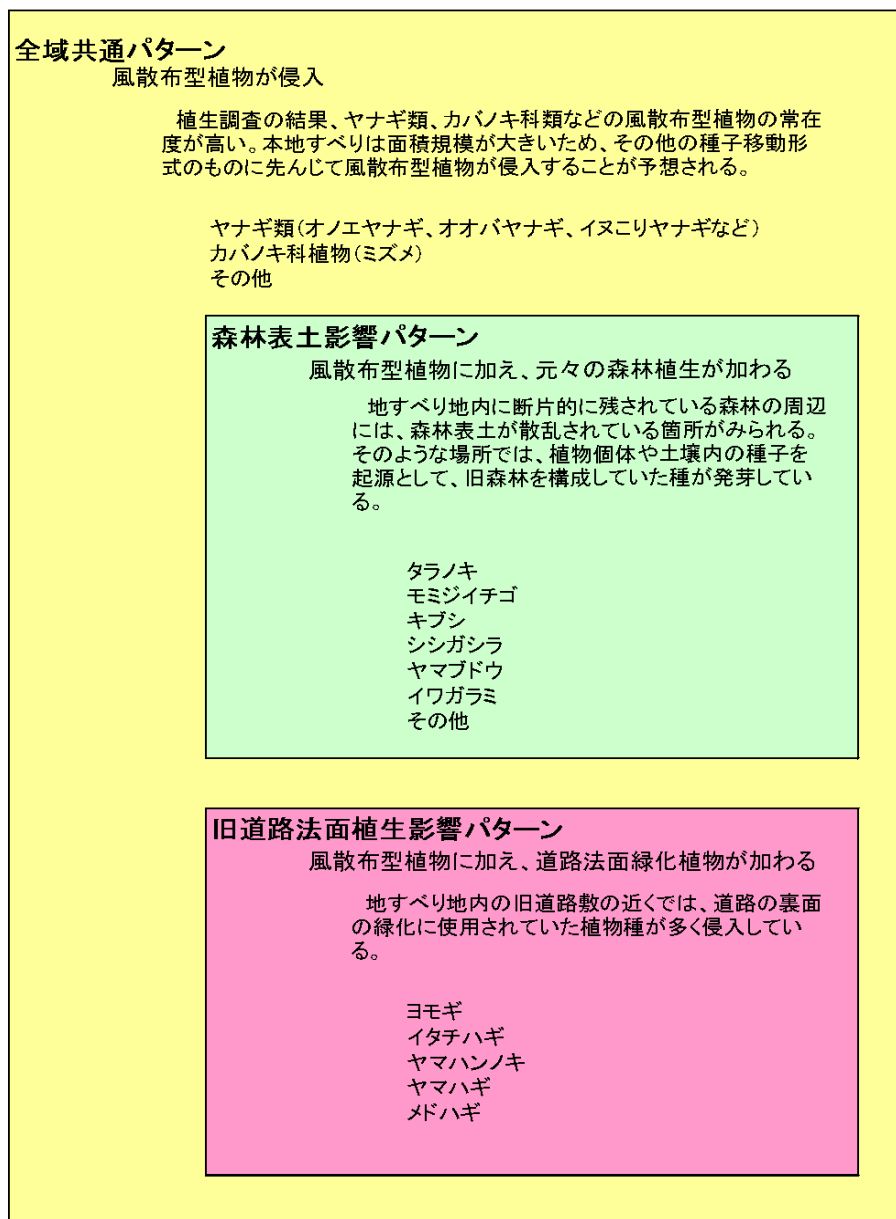 全域共通パターン
風散布型植物が侵入
植生調査の結果、ヤナギ類、カバノキ科類などの風散布型植物の常在
度が高い。本地すべりは面積規模が大きいため、その他の種子移動形
式のものに先んじて風散布型植物が侵入することが予想される。
ヤナギ類(オノエヤナギ、オオバヤナギ、イヌこりヤナギなど)
カバノキ科植物(ミズメ)
その他
森林表土影響パターン
風散布型植物に加え、元々の森林植生が加わる
地すべり地内に断片的に残されている森林の周辺
には、森林表土が散乱されている箇所がみられる。
そのような場所では、植物個体や土壌内の種子を
起源として、旧森林を構成していた種が発芽してい
る。
タラノキ
モミジイチゴ
キブシ
シシガシラ
ヤマブドウ
イワガラミ
その他
旧道路法面植生影響パターン
風散布型植物に加え、道路法面緑化植物が加わる
地すべり地内の旧道路敷の近くでは、道路の裏面
の緑化に使用されていた植物種が多く侵入してい
る。
ヨモギ
イタチハギ
ヤマハンノキ
ヤマハギ
メドハギ